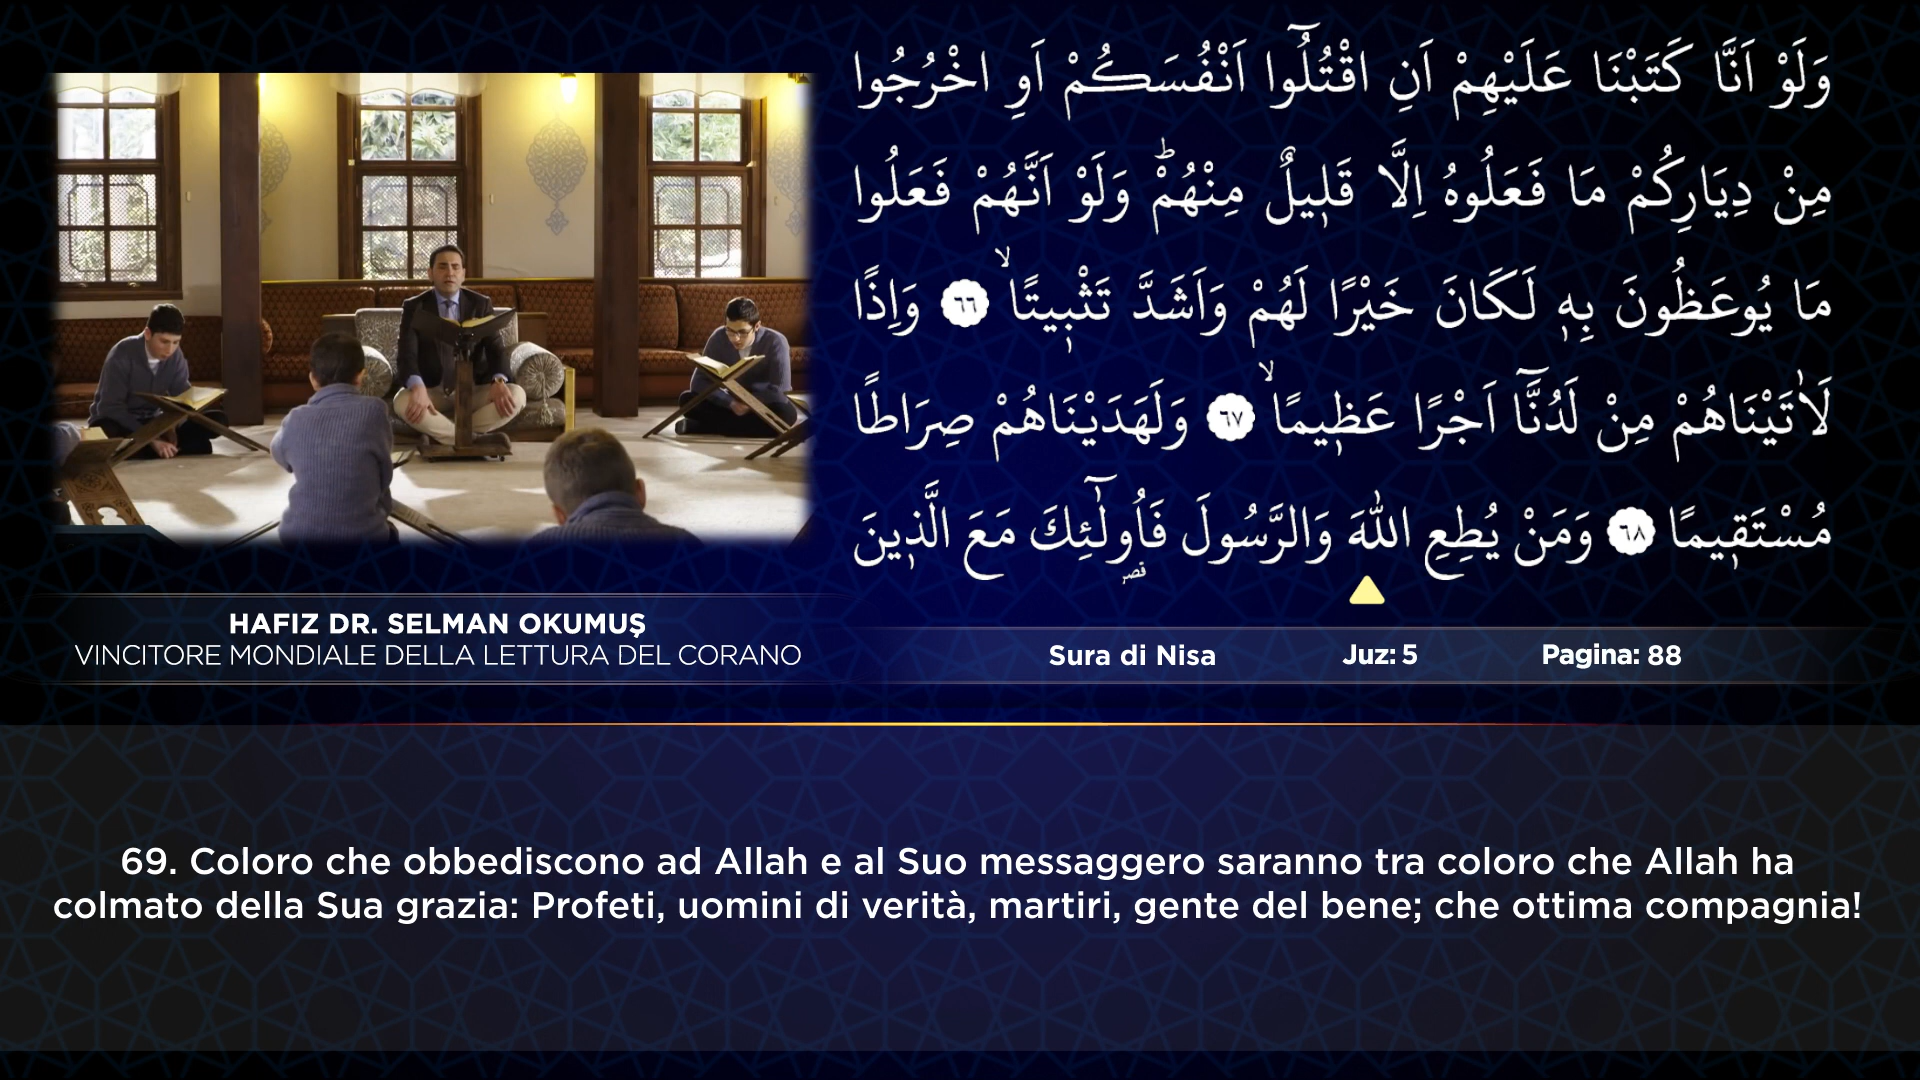 وَلَوْ اَنَّا كَتَبْنَا عَلَيْهِمْ اَنِ اقْتُلُٓوا اَنْفُسَكُمْ اَوِ اخْرُجُوا
مِنْ دِيَارِكُمْ مَا فَعَلُوهُ اِلَّا قَلٖيلٌ مِنْهُمْؕ وَلَوْ اَنَّهُمْ فَعَلُوا
مَا يُوعَظُونَ بِهٖ لَكَانَ خَيْرًا لَهُمْ وَاَشَدَّ تَثْبٖيتًاۙ ٦٦ وَاِذًا
لَاٰتَيْنَاهُمْ مِنْ لَدُنَّٓا اَجْرًا عَظٖيمًاۙ ٦٧ وَلَهَدَيْنَاهُمْ صِرَاطًا
مُسْتَقٖيمًا ٦٨ وَمَنْ يُطِعِ اللّٰهَ وَالرَّسُولَ فَاُو۬لٰٓئِكَ مَعَ الَّذٖينَ
قصر
HAFIZ DR. SELMAN OKUMUŞ
VINCITORE MONDIALE DELLA LETTURA DEL CORANO
Sura di Nisa Juz: 5 Pagina: 88
69. Coloro che obbediscono ad Allah e al Suo messaggero saranno tra coloro che Allah ha
colmato della Sua grazia: Profeti, uomini di verità, martiri, gente del bene; che ottima compagnia!